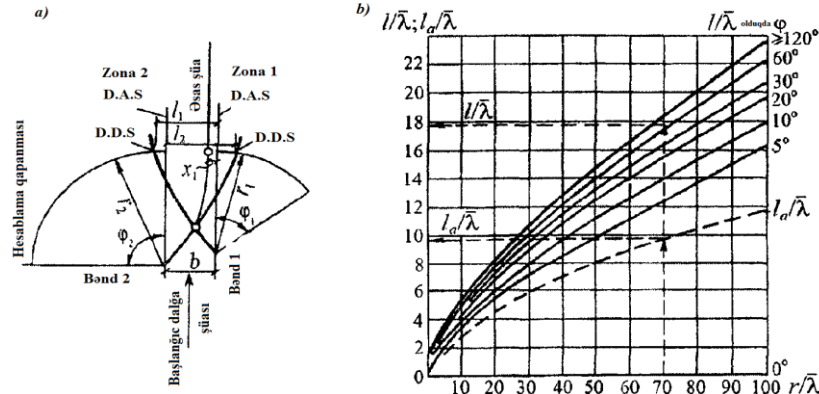 a)
Zona 2
Zona 1
D.A.S
Əsas şüa
D.A.S
l₁
D.D.S
l₂
D.D.S
x₁
Hesablama qapanması
r₁
φ₂
φ₁
b
Bənd 2
Bənd 1
Başlanğıc dalğa
şüası
b)
l/λ̄; lₐ/λ̄
l/λ̄ olduqda φ
≥120°
60°
30°
20°
10°
5°
lₐ/λ̄
0°
22
20
18
16
14
12
10
8
6
4
2
0
l/λ̄
lₐ/λ̄
10 20 30 40 50 60 70 80 90 100 r/λ̄